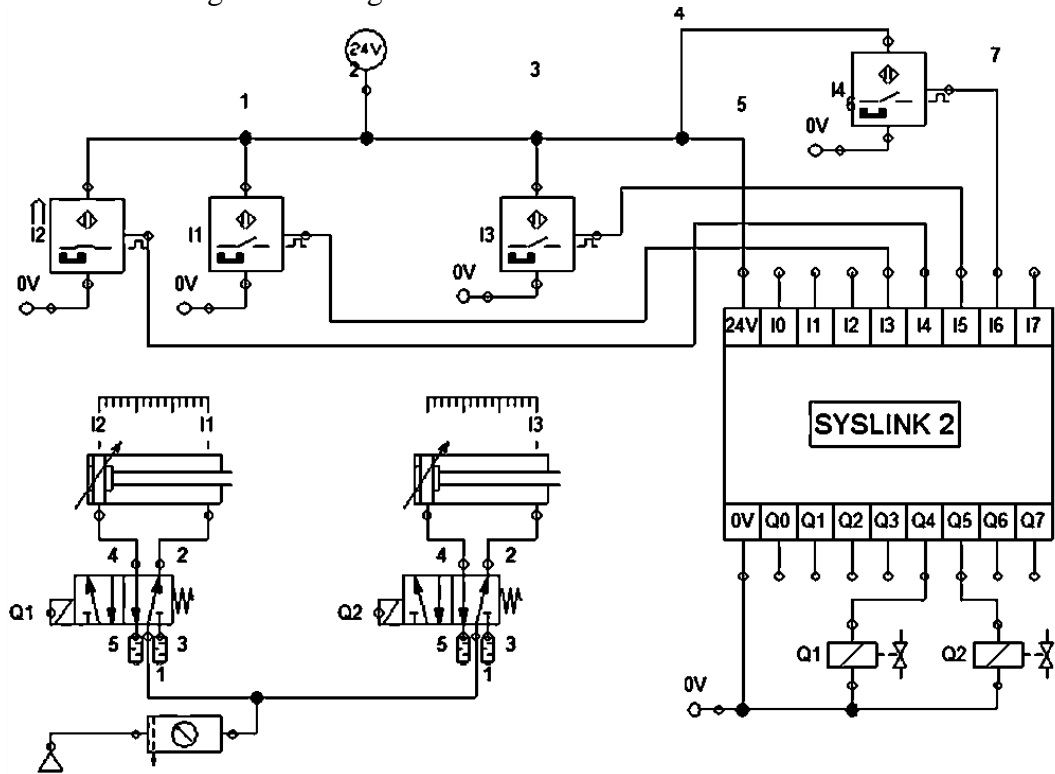 4
24V
2
3
7
1
5
I4
6
0V
I2
I1
I3
0V
0V
0V
24V I0 I1 I2 I3 I4 I5 I6 I7
SYSLINK 2
0V Q0 Q1 Q2 Q3 Q4 Q5 Q6 Q7
I2 I1
I3
4 2
4 2
Q1
Q2
5 3
1
5 3
1
Q1
Q2
0V